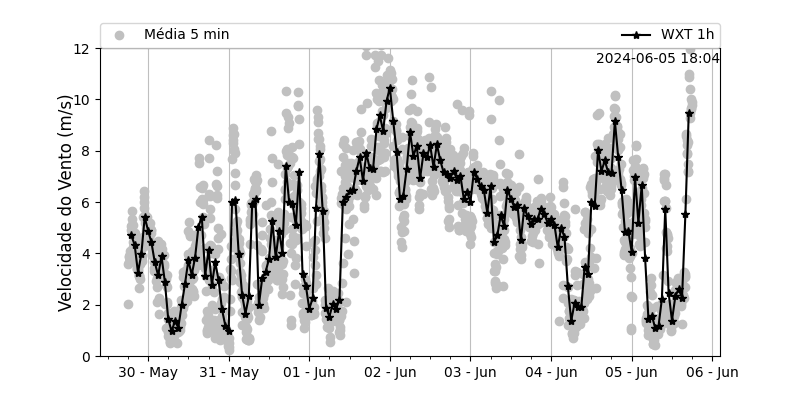 Média 5 min
WXT 1h
2024-06-05 18:04
Velocidade do Vento (m/s)
12
10
8
6
4
2
0
30 - May
31 - May
01 - Jun
02 - Jun
03 - Jun
04 - Jun
05 - Jun
06 - Jun